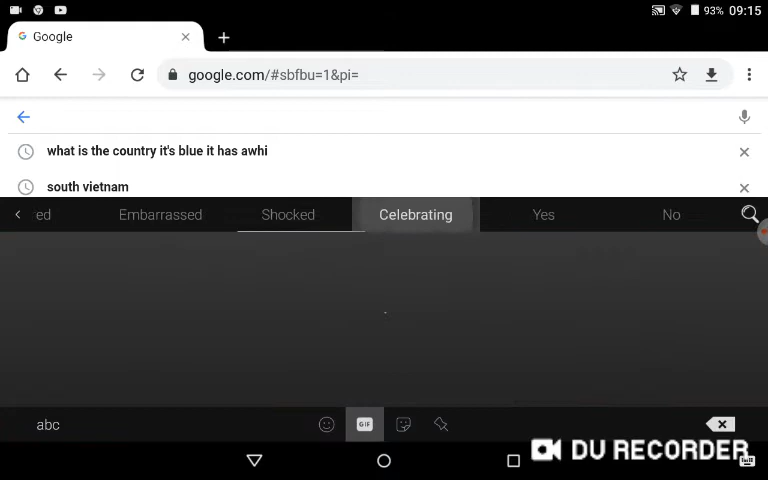 93% 09:15
Google
google.com/#sbfbu=1&pi=
what is the country it's blue it has awhi
south vietnam
ed Embarrassed Shocked Celebrating Yes No
abc GIF
DU RECORDER